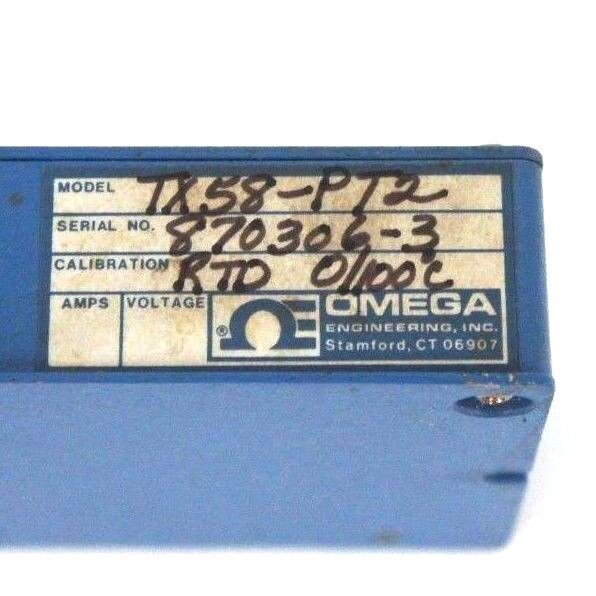 MODEL TX58-PT2
SERIAL NO. 870306-3
CALIBRATION RTD 0/100C
AMPS VOLTAGE
® OMEGA
ENGINEERING, INC.
Stamford, CT 06907